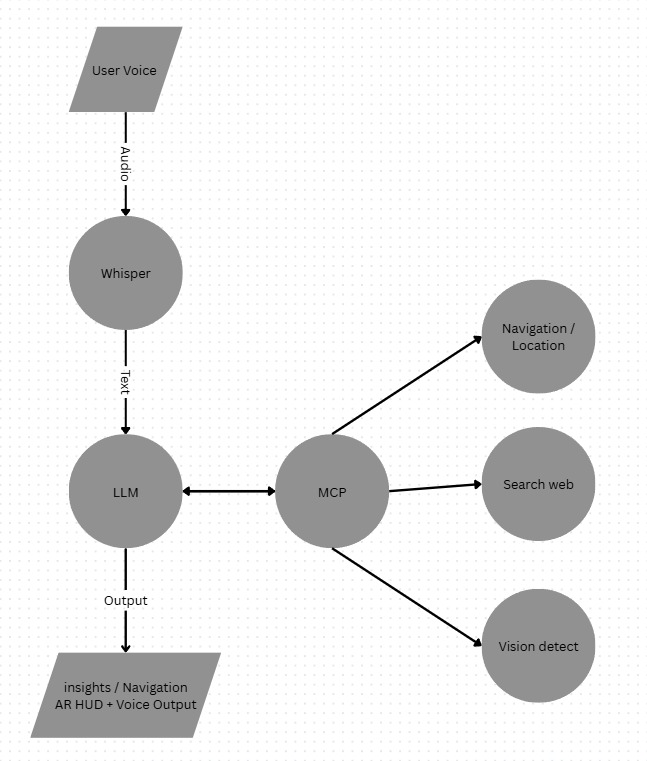 User Voice
Audio
Whisper
Text
LLM
MCP
Navigation /
Location
Search web
Vision detect
Output
insights / Navigation
AR HUD + Voice Output